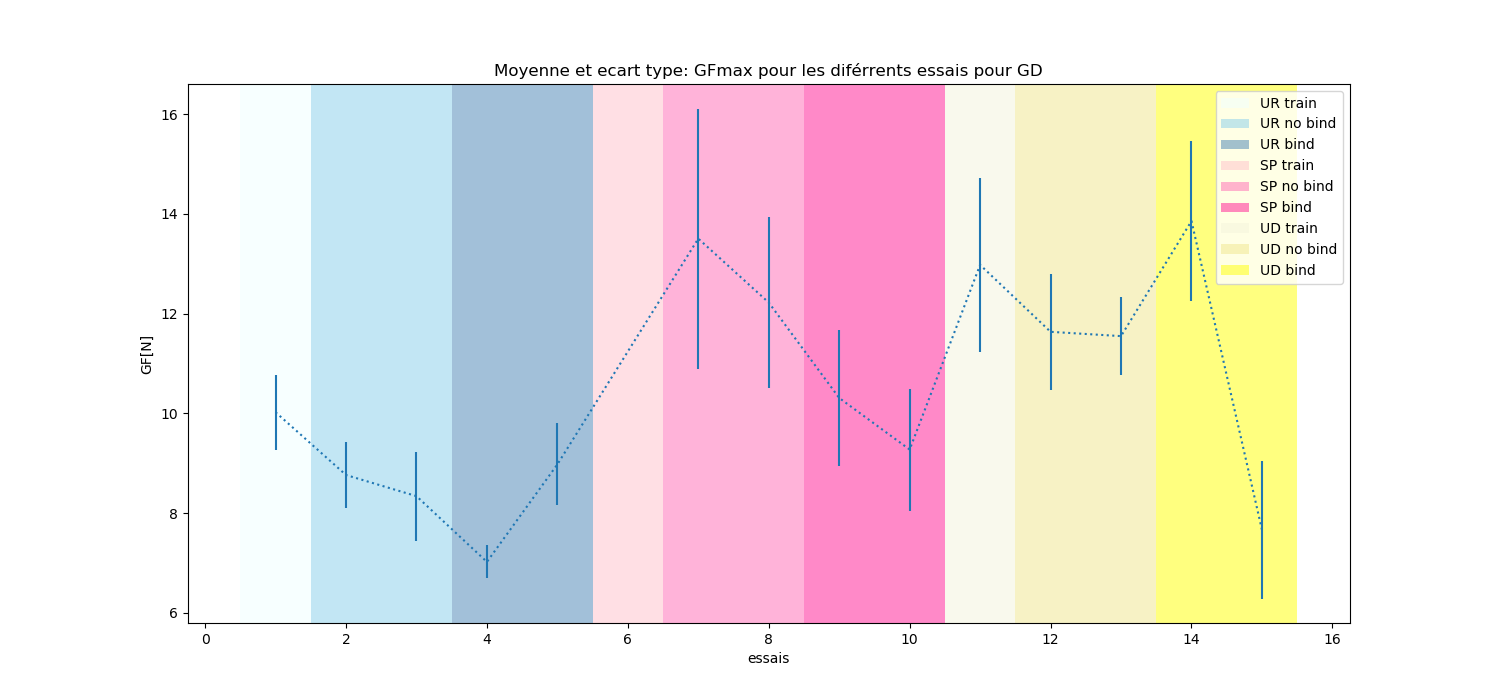 Moyenne et ecart type: GFmax pour les diférrents essais pour GD
16
14
12
10
8
6
GF[N]
0 2 4 6 8 10 12 14 16
essais
UR train
UR no bind
UR bind
SP train
SP no bind
SP bind
UD train
UD no bind
UD bind